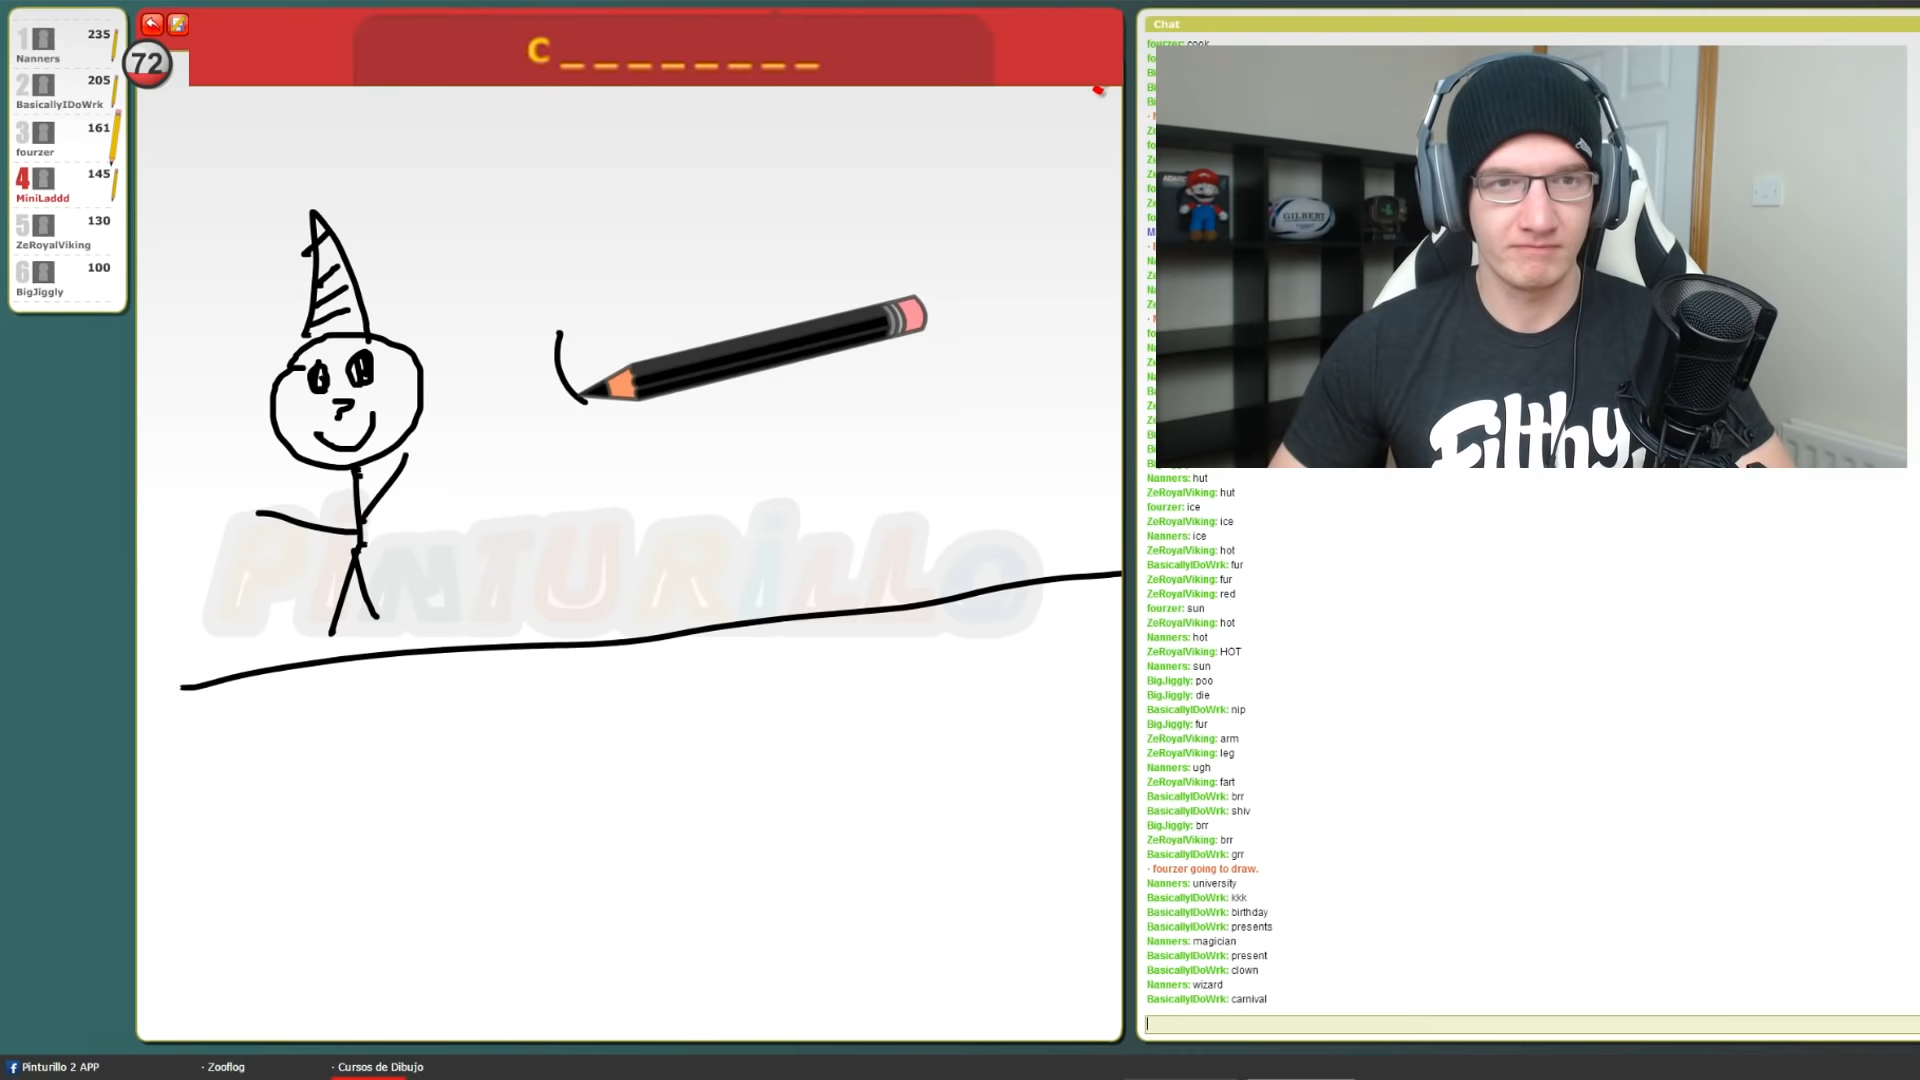 1 235
Nanners
2 205
BasicallyIDoWrk
3 161
fourzer
4 145
MiniLaddd
5 130
ZeRoyalViking
6 100
BigJiggly
72
C _ _ _ _ _ _ _ _
PiNTURiLLO
Chat
fourzer: cook
GILBERT
Filthy
Nanners: hut
ZeRoyalViking: hut
fourzer: ice
ZeRoyalViking: ice
Nanners: ice
ZeRoyalViking: hot
BasicallyIDoWrk: fur
ZeRoyalViking: fur
ZeRoyalViking: red
fourzer: sun
ZeRoyalViking: hot
Nanners: hot
ZeRoyalViking: HOT
Nanners: sun
BigJiggly: poo
BigJiggly: die
BasicallyIDoWrk: nip
BigJiggly: fur
ZeRoyalViking: arm
ZeRoyalViking: leg
Nanners: ugh
ZeRoyalViking: fart
BasicallyIDoWrk: brr
BasicallyIDoWrk: shiv
BigJiggly: brr
ZeRoyalViking: brr
BasicallyIDoWrk: grr
· fourzer going to draw.
Nanners: university
BasicallyIDoWrk: kkk
BasicallyIDoWrk: birthday
BasicallyIDoWrk: presents
Nanners: magician
BasicallyIDoWrk: present
BasicallyIDoWrk: clown
Nanners: wizard
BasicallyIDoWrk: carnival
Pinturillo 2 APP
· Zooflog
· Cursos de Dibujo